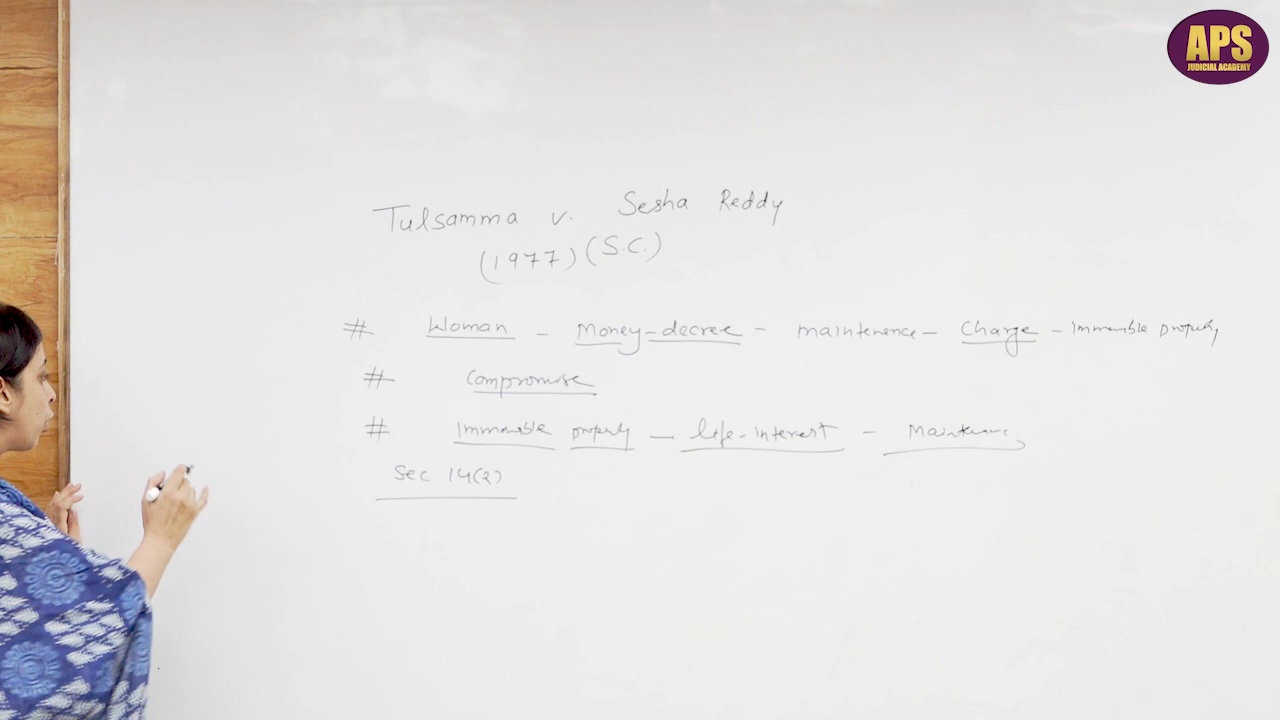 APS
JUDICIAL ACADEMY
Tulsamma v. Sesha Reddy
(1977) (S.C.)
# Woman - Money-decree - maintenence - Charge - Immovable property
# Compromise
# Immovable property - life-interest - Maintenance
Sec 14(2)